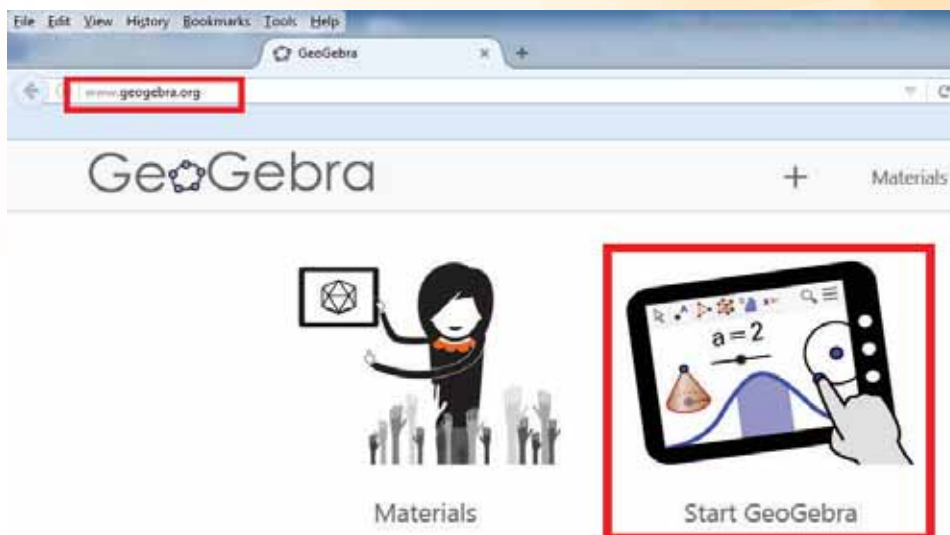 File Edit View History Bookmarks Tools Help
GeoGebra × +
www.geogebra.org
GeoGebra + Materials
a=2
Materials Start GeoGebra